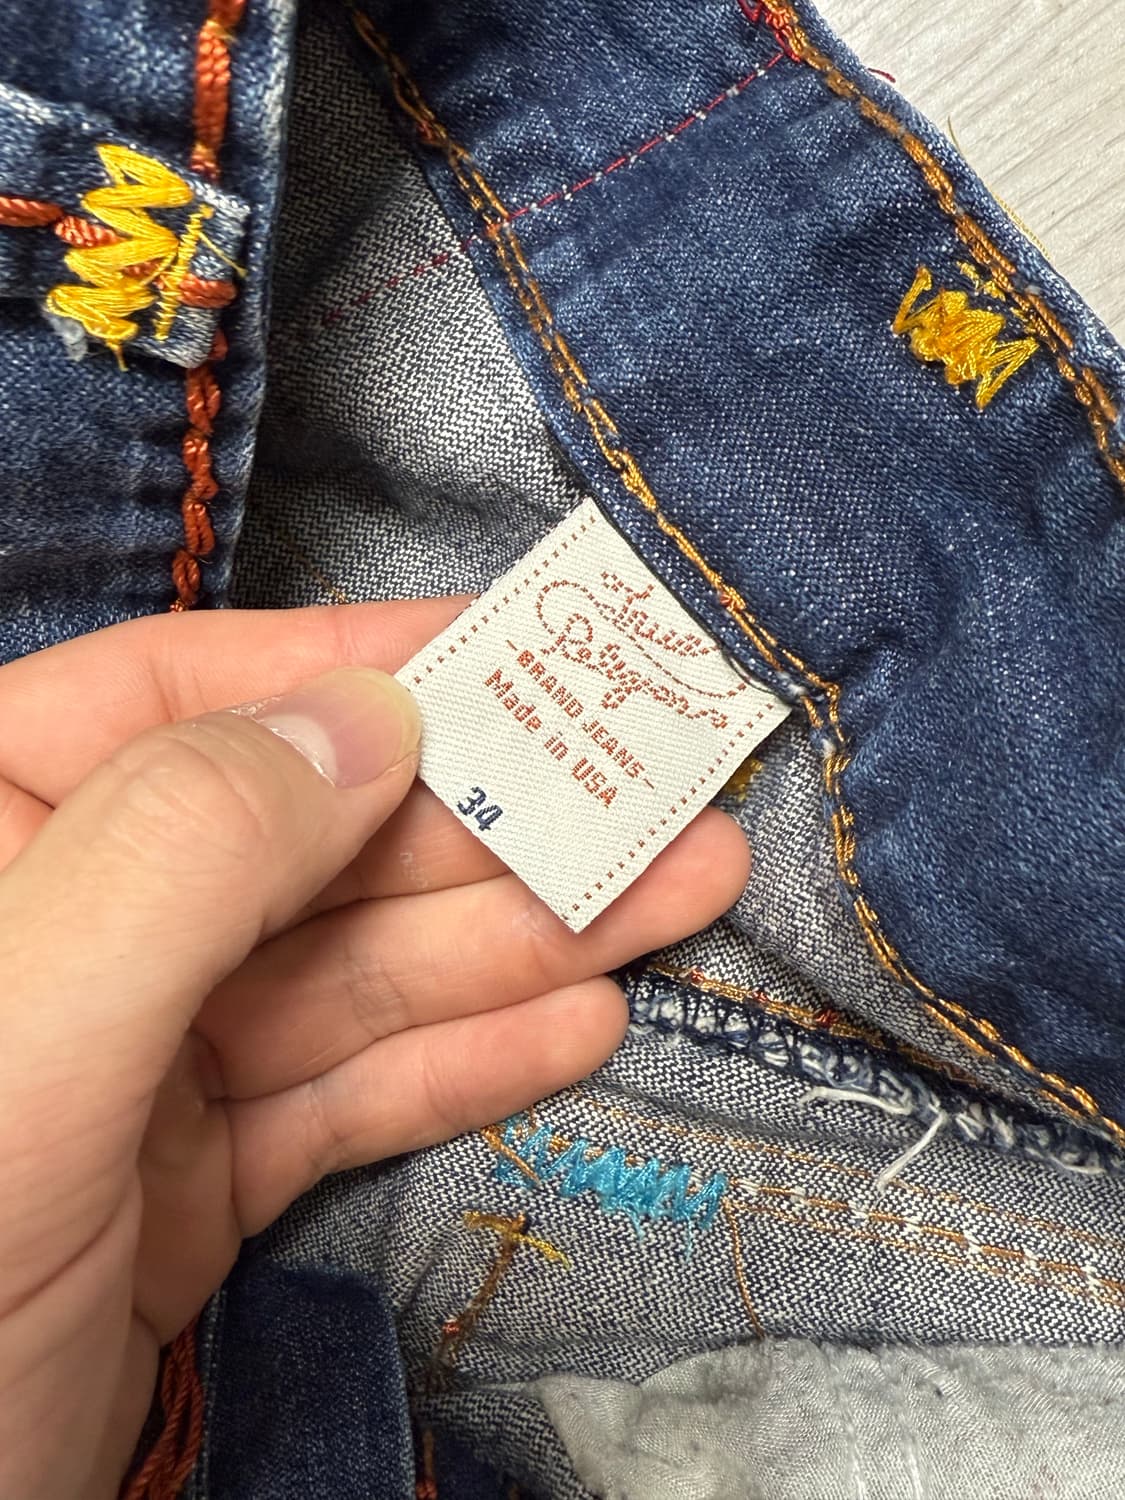 True
Religion
-BRAND JEANS-
Made in USA
34